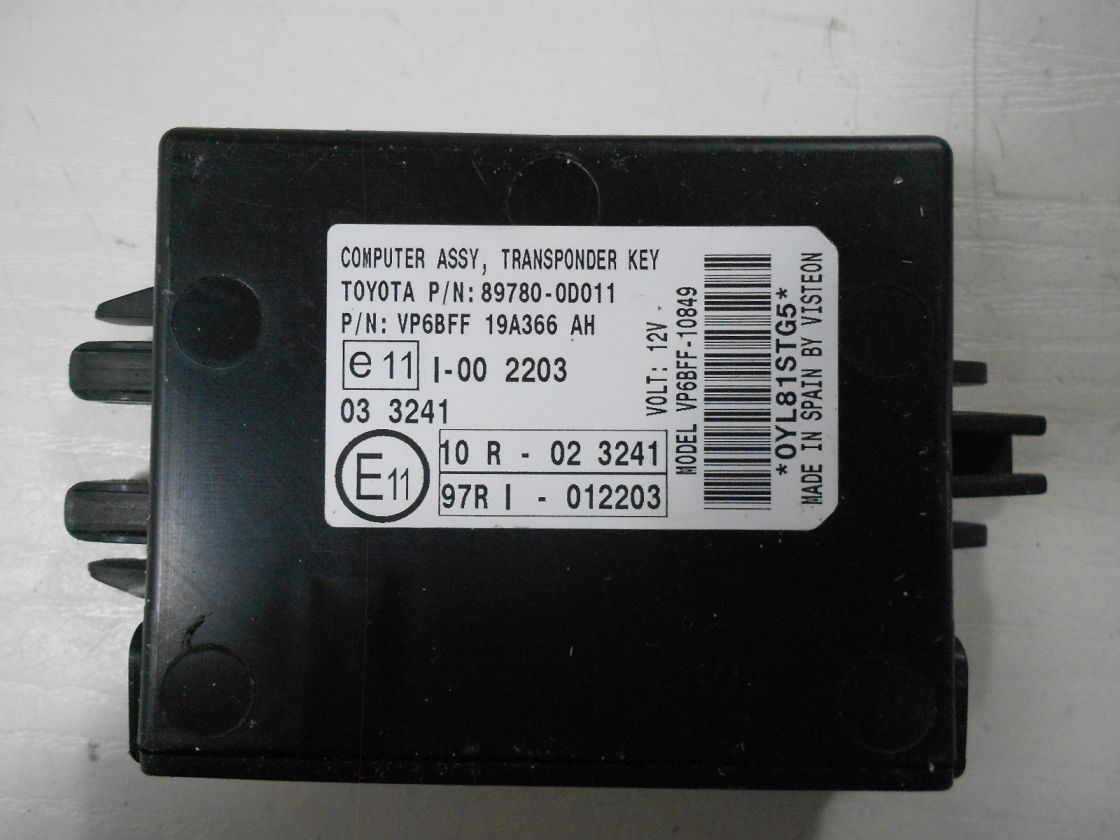 COMPUTER ASSY, TRANSPONDER KEY
TOYOTA P/N: 89780-0D011
P/N: VP6BFF 19A366 AH
e 11 I-00 2203
03 3241
E11
10 R - 02 3241
97R I - 012203
VOLT: 12V
MODEL VP6BFF-10849
*0YL81STG5*
MADE IN SPAIN BY VISTEON